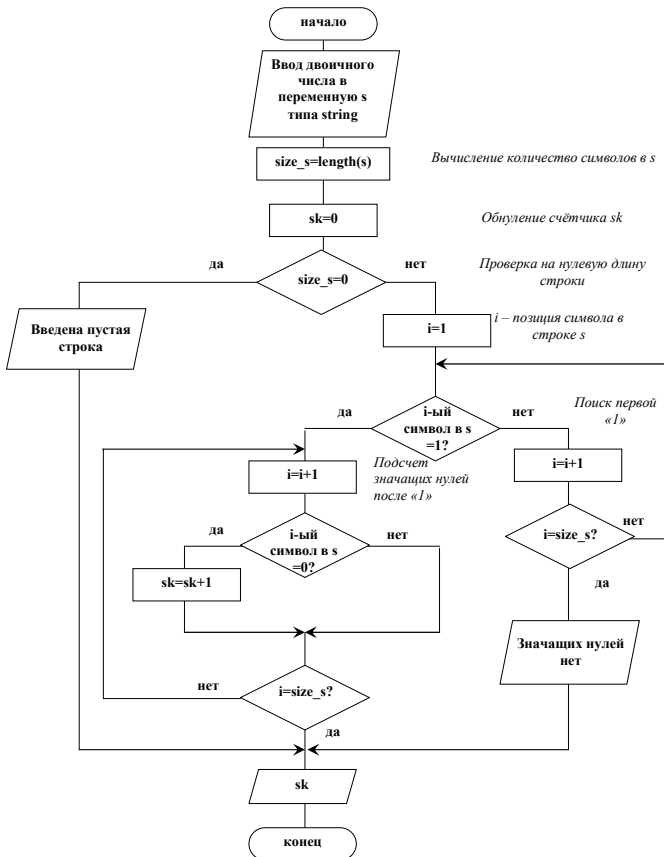 начало
Ввод двоичного
числа в
переменную s
типа string
size_s=length(s)
Вычисление количество символов в s
sk=0
Обнуление счётчика sk
да
size_s=0
нет
Проверка на нулевую длину
строки
Введена пустая
строка
i=1
i – позиция символа в
строке s
да
i-ый
символ в s
=1?
нет
Поиск первой
«1»
i=i+1
Подсчет
значащих нулей
после «1»
i=i+1
да
i-ый
символ в s
=0?
нет
i=size_s?
нет
sk=sk+1
да
Значащих нулей
нет
нет
i=size_s?
да
sk
конец